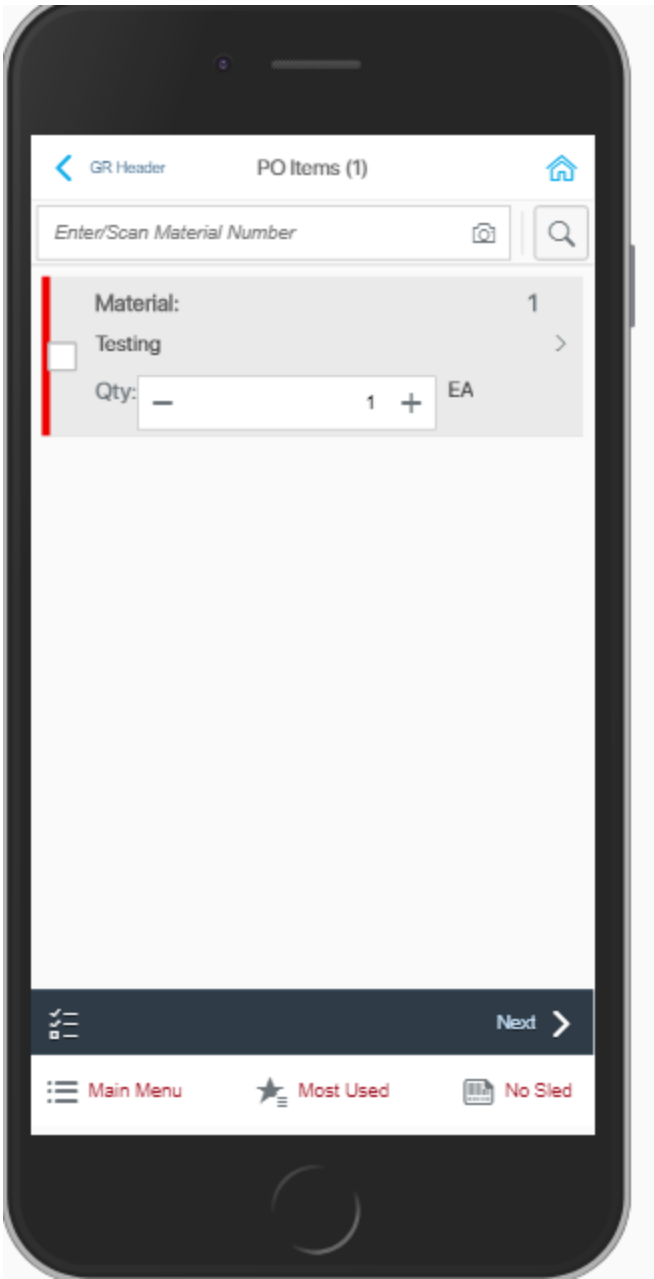 GR Header PO Items (1)
Enter/Scan Material Number
Material: 1
Testing
Qty: 1 EA
Next
Main Menu Most Used No Sled